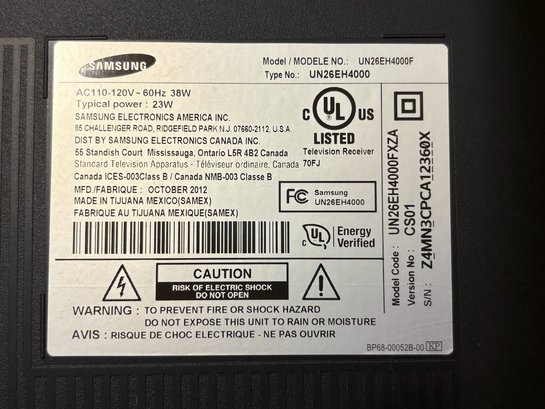 SAMSUNG
Model / MODELE NO.: UN26EH4000F
Type No.: UN26EH4000
AC110-120V~ 60Hz 38W
Typical power : 23W
SAMSUNG ELECTRONICS AMERICA INC.
85 CHALLENGER ROAD, RIDGEFIELD PARK N.J. 07660-2112, U.S.A
DIST BY SAMSUNG ELECTRONICS CANADA INC.
55 Standish Court Mississauga, Ontario L5R 4B2 Canada
Standard Television Apparatus - Téléviseur ordinaire, Canada
Canada ICES-003Class B / Canada NMB-003 Classe B
MFD./FABRIQUE : OCTOBER 2012
MADE IN TIJUANA MEXICO(SAMEX)
FABRIQUE AU TIJUANA MEXIQUE(SAMEX)
C UL ®
LISTED
Television Receiver
70FJ
FC Samsung
UN26EH4000
c UL ® Energy
Verified
CAUTION
RISK OF ELECTRIC SHOCK
DO NOT OPEN
WARNING : TO PREVENT FIRE OR SHOCK HAZARD
DO NOT EXPOSE THIS UNIT TO RAIN OR MOISTURE
AVIS : RISQUE DE CHOC ELECTRIQUE - NE PAS OUVRIR
Model Code : UN26EH4000FXZA
Version No : CS01
S/N : Z4MN3CPCA12360X
BP68-00052B-00 KP